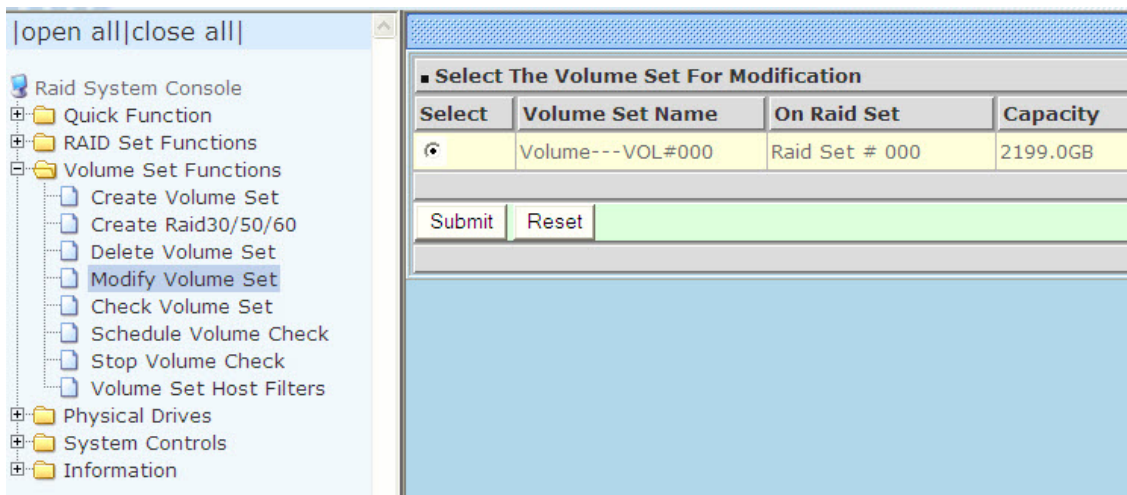 |open all|close all|
Raid System Console
Quick Function
RAID Set Functions
Volume Set Functions
Create Volume Set
Create Raid30/50/60
Delete Volume Set
Modify Volume Set
Check Volume Set
Schedule Volume Check
Stop Volume Check
Volume Set Host Filters
Physical Drives
System Controls
Information
Select The Volume Set For Modification
Select Volume Set Name On Raid Set Capacity
Volume---VOL#000 Raid Set # 000 2199.0GB
Submit Reset